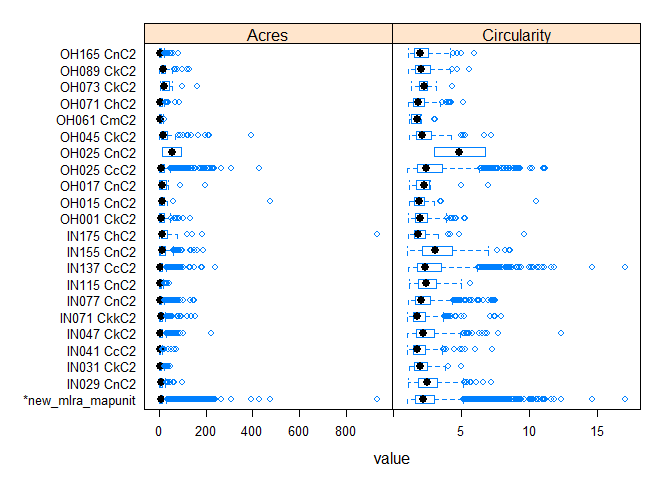 Acres Circularity
OH165 CnC2
OH089 CkC2
OH073 CkC2
OH071 ChC2
OH061 CmC2
OH045 CkC2
OH025 CnC2
OH025 CcC2
OH017 CnC2
OH015 CnC2
OH001 CkC2
IN175 ChC2
IN155 CnC2
IN137 CcC2
IN115 CnC2
IN077 CnC2
IN071 CkkC2
IN047 CkC2
IN041 CcC2
IN031 CkC2
IN029 CnC2
*new_mlra_mapunit
0 200 400 600 800 5 10 15
value